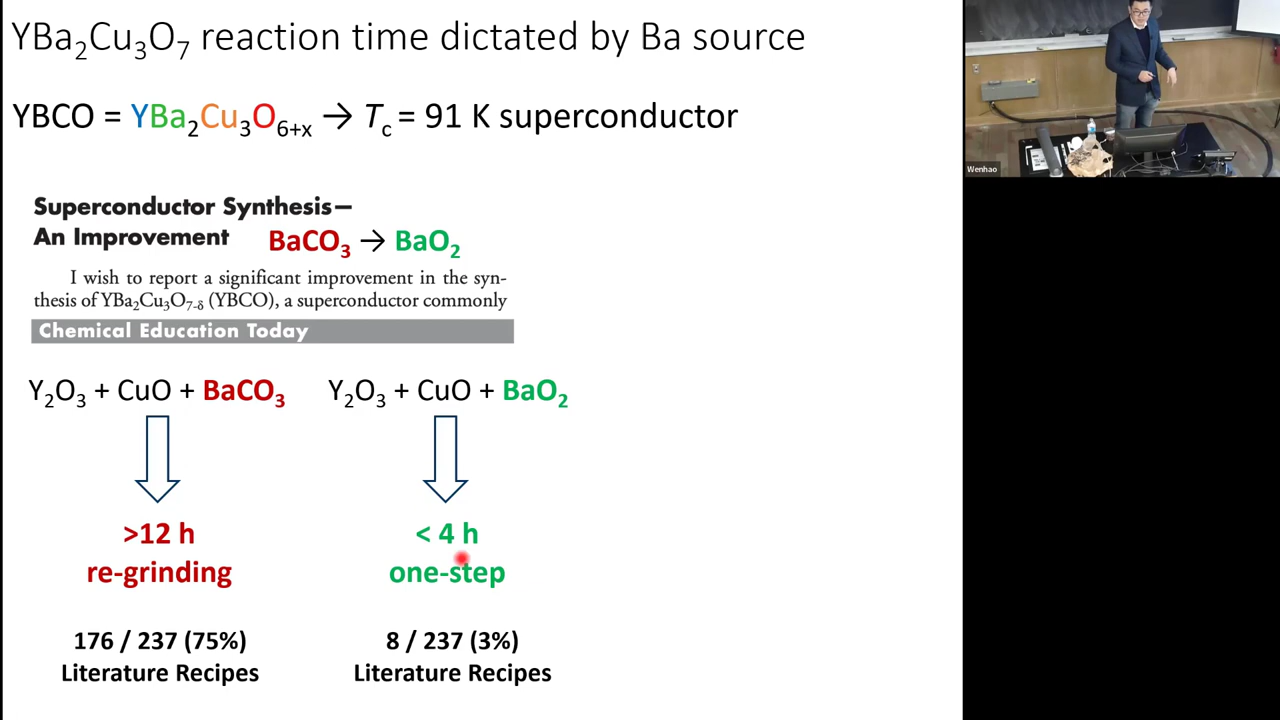 YBa₂Cu₃O₇ reaction time dictated by Ba source
YBCO = YBa₂Cu₃O₆₊ₓ → Tc = 91 K superconductor
Superconductor Synthesis—
An Improvement BaCO₃ → BaO₂
I wish to report a significant improvement in the syn-
thesis of YBa₂Cu₃O₇₋δ (YBCO), a superconductor commonly
Chemical Education Today
Y₂O₃ + CuO + BaCO₃
Y₂O₃ + CuO + BaO₂
>12 h
re-grinding
< 4 h
one-step
176 / 237 (75%)
Literature Recipes
8 / 237 (3%)
Literature Recipes
Wenhao